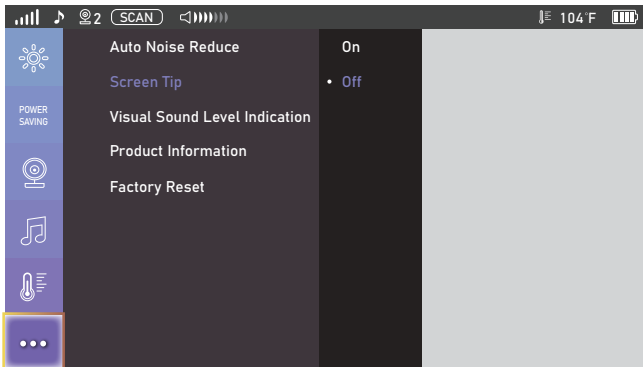 2 SCAN 104°F
POWER
SAVING
Auto Noise Reduce
Screen Tip
Visual Sound Level Indication
Product Information
Factory Reset
On
• Off